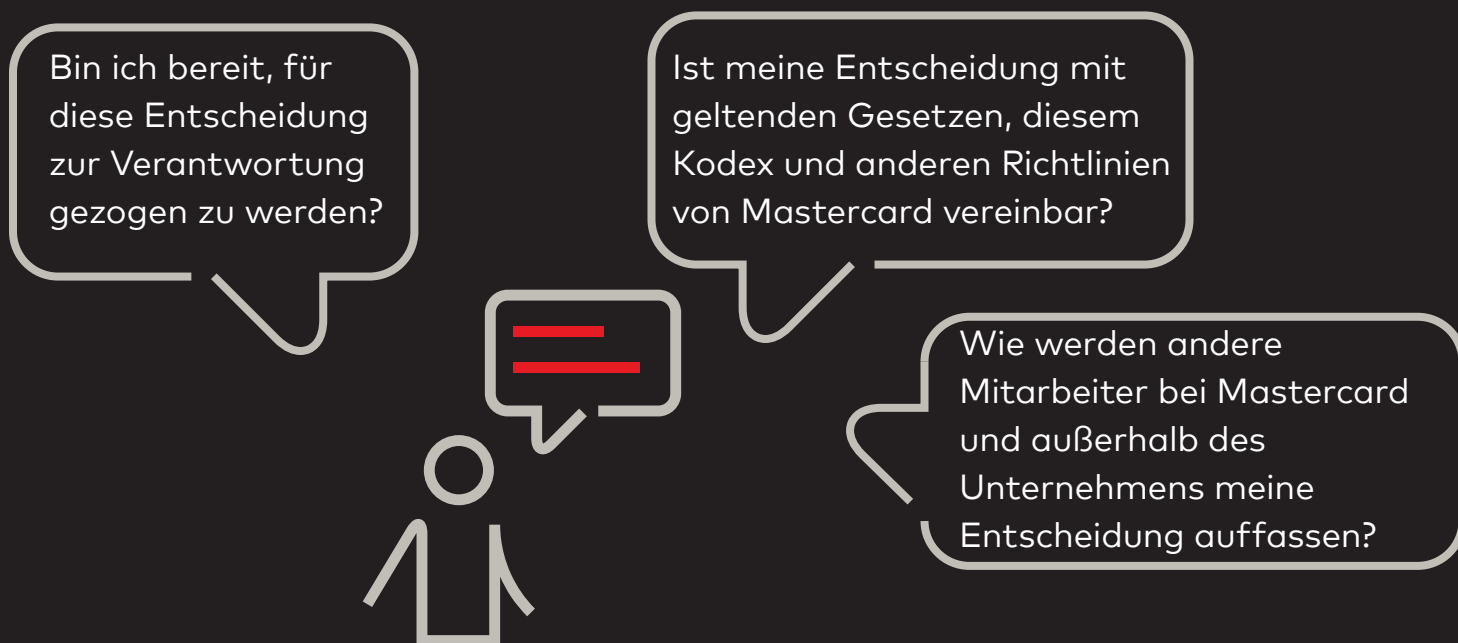 Bin ich bereit, für
diese Entscheidung
zur Verantwortung
gezogen zu werden?
Ist meine Entscheidung mit
geltenden Gesetzen, diesem
Kodex und anderen Richtlinien
von Mastercard vereinbar?
Wie werden andere
Mitarbeiter bei Mastercard
und außerhalb des
Unternehmens meine
Entscheidung auffassen?